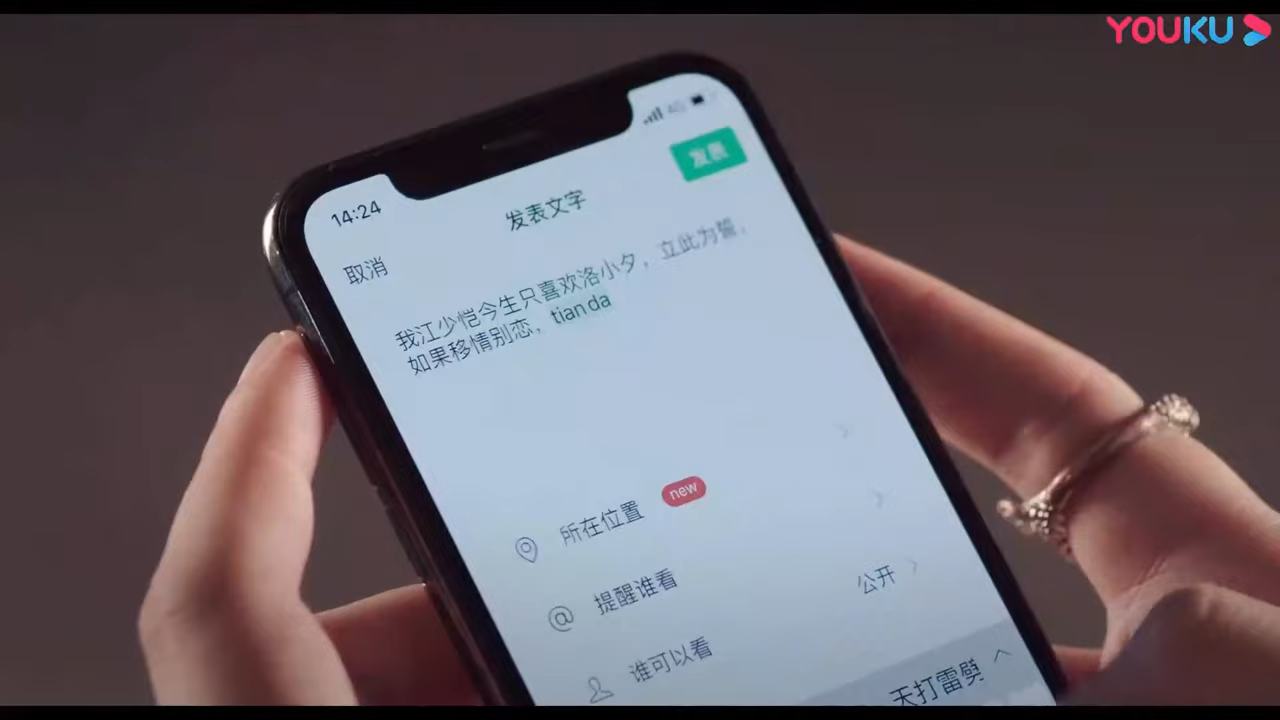 YOUKU
14:24
4G
发表
发表文字
取消
我江少恺今生只喜欢洛小夕，立此为誓，
如果移情别恋，tian da
所在位置 new
@ 提醒谁看
谁可以看 公开
天打雷劈